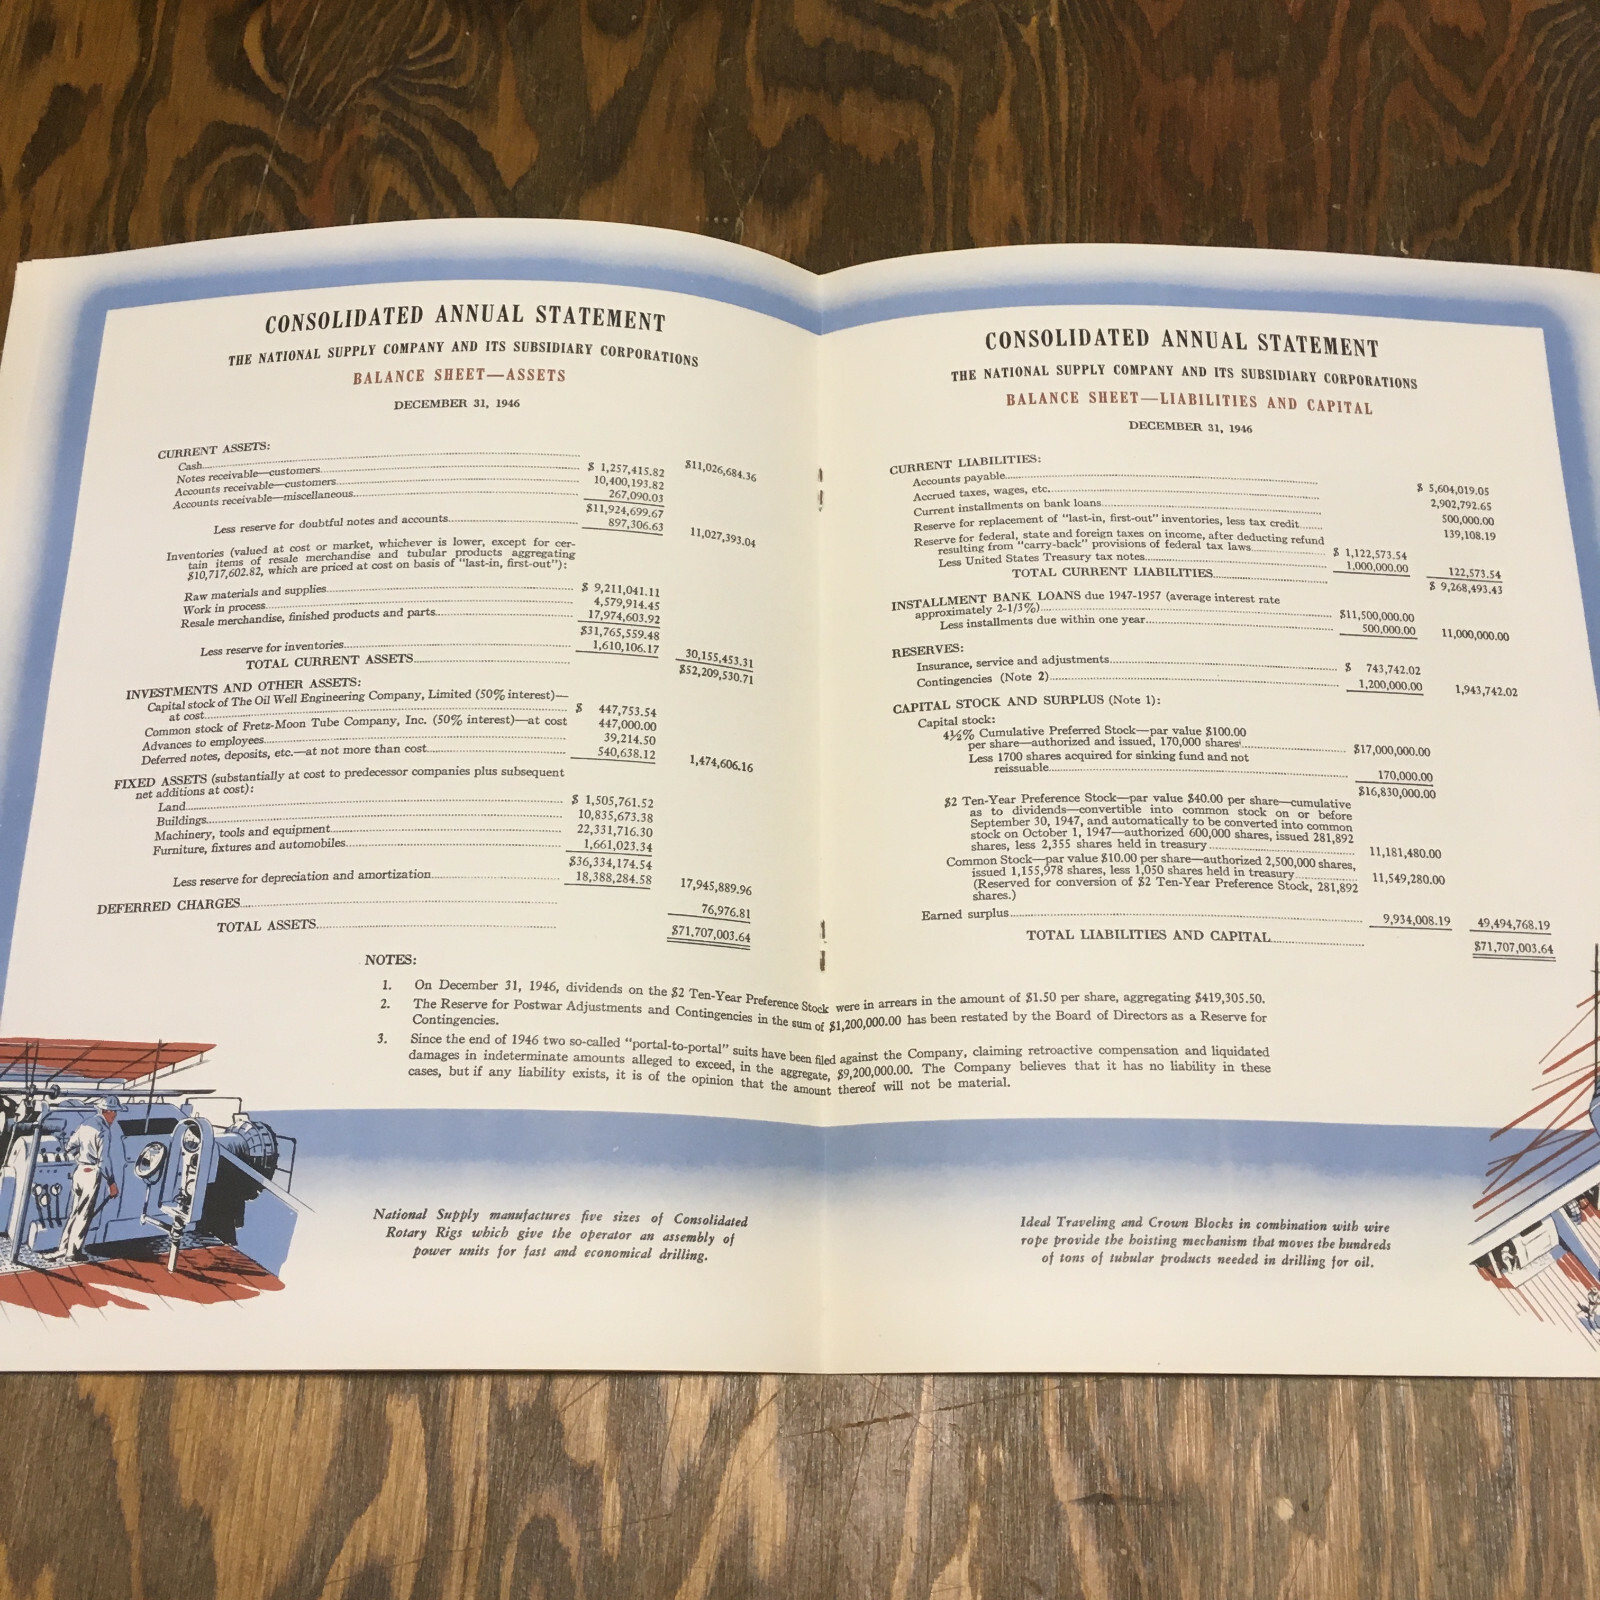 CONSOLIDATED ANNUAL STATEMENT
THE NATIONAL SUPPLY COMPANY AND ITS SUBSIDIARY CORPORATIONS
BALANCE SHEET—ASSETS
DECEMBER 31, 1946
CURRENT ASSETS:
Cash $11,026,684.36
Notes receivable—customers $ 1,257,415.82
Accounts receivable—customers 10,400,193.82
Accounts receivable—miscellaneous 267,090.03
$11,924,699.67
Less reserve for doubtful notes and accounts 897,306.63 11,027,393.04
Inventories (valued at cost or market, whichever is lower, except for cer-
tain items of resale merchandise and tubular products aggregating
$10,717,602.82, which are priced at cost on basis of "last-in, first-out"):
Raw materials and supplies $ 9,211,041.11
Work in process 4,579,914.45
Resale merchandise, finished products and parts 17,974,603.92
$31,765,559.48
Less reserve for inventories 1,610,106.17 30,155,453.31
TOTAL CURRENT ASSETS $52,209,530.71
INVESTMENTS AND OTHER ASSETS:
Capital stock of The Oil Well Engineering Company, Limited (50% interest)—
at cost $ 447,753.54
Common stock of Fretz-Moon Tube Company, Inc. (50% interest)—at cost 447,000.00
Advances to employees 39,214.50
Deferred notes, deposits, etc.—at not more than cost 540,638.12 1,474,606.16
FIXED ASSETS (substantially at cost to predecessor companies plus subsequent
net additions at cost):
Land $ 1,505,761.52
Buildings 10,835,673.38
Machinery, tools and equipment 22,331,716.30
Furniture, fixtures and automobiles 1,661,023.34
$36,334,174.54
Less reserve for depreciation and amortization 18,388,284.58 17,945,889.96
DEFERRED CHARGES 76,976.81
TOTAL ASSETS $71,707,003.64
CONSOLIDATED ANNUAL STATEMENT
THE NATIONAL SUPPLY COMPANY AND ITS SUBSIDIARY CORPORATIONS
BALANCE SHEET—LIABILITIES AND CAPITAL
DECEMBER 31, 1946
CURRENT LIABILITIES:
Accounts payable $ 5,604,019.05
Accrued taxes, wages, etc. 2,902,792.65
Current installments on bank loans 500,000.00
Reserve for replacement of "last-in, first-out" inventories, less tax credit 139,108.19
Reserve for federal, state and foreign taxes on income, after deducting refund
resulting from "carry-back" provisions of federal tax laws $ 1,122,573.54
Less United States Treasury tax notes 1,000,000.00 122,573.54
TOTAL CURRENT LIABILITIES $ 9,268,493.43
INSTALLMENT BANK LOANS due 1947-1957 (average interest rate
approximately 2-1/3%) $11,500,000.00
Less installments due within one year 500,000.00 11,000,000.00
RESERVES:
Insurance, service and adjustments $ 743,742.02
Contingencies (Note 2) 1,200,000.00 1,943,742.02
CAPITAL STOCK AND SURPLUS (Note 1):
Capital stock:
4½% Cumulative Preferred Stock—par value $100.00
per share—authorized and issued, 170,000 shares $17,000,000.00
Less 1700 shares acquired for sinking fund and not
reissuable 170,000.00
$16,830,000.00
$2 Ten-Year Preference Stock—par value $40.00 per share—cumulative
as to dividends—convertible into common stock on or before
September 30, 1947, and automatically to be converted into common
stock on October 1, 1947—authorized 600,000 shares, issued 281,892
shares, less 2,355 shares held in treasury 11,181,480.00
Common Stock—par value $10.00 per share—authorized 2,500,000 shares,
issued 1,155,978 shares, less 1,050 shares held in treasury 11,549,280.00
(Reserved for conversion of $2 Ten-Year Preference Stock, 281,892
shares.)
Earned surplus 9,934,008.19 49,494,768.19
TOTAL LIABILITIES AND CAPITAL $71,707,003.64
NOTES:
1. On December 31, 1946, dividends on the $2 Ten-Year Preference Stock were in arrears in the amount of $1.50 per share, aggregating $419,305.50.
2. The Reserve for Postwar Adjustments and Contingencies in the sum of $1,200,000.00 has been restated by the Board of Directors as a Reserve for
Contingencies.
3. Since the end of 1946 two so-called "portal-to-portal" suits have been filed against the Company, claiming retroactive compensation and liquidated
damages in indeterminate amounts alleged to exceed, in the aggregate, $9,200,000.00. The Company believes that it has no liability in these
cases, but if any liability exists, it is of the opinion that the amount thereof will not be material.
National Supply manufactures five sizes of Consolidated
Rotary Rigs which give the operator an assembly of
power units for fast and economical drilling.
Ideal Traveling and Crown Blocks in combination with wire
rope provide the hoisting mechanism that moves the hundreds
of tons of tubular products needed in drilling for oil.